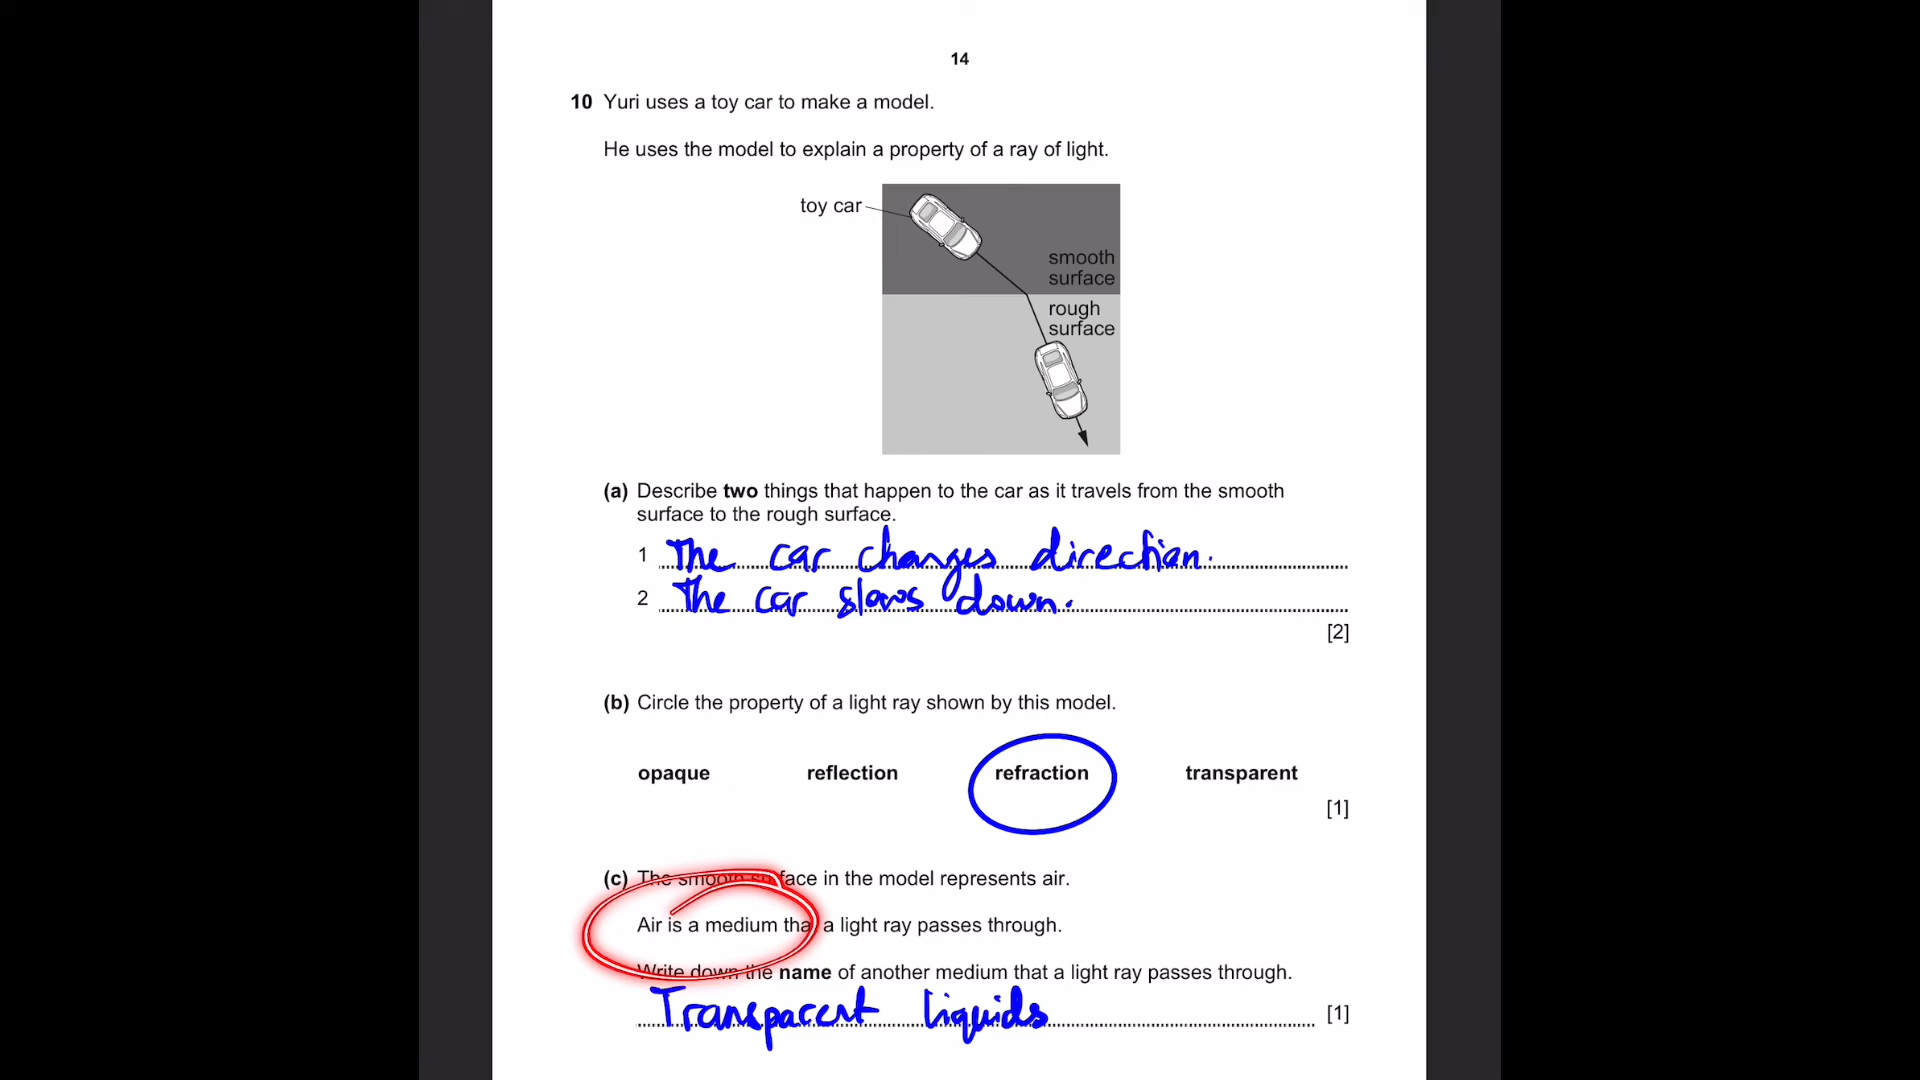 14
10 Yuri uses a toy car to make a model.
He uses the model to explain a property of a ray of light.
toy car
smooth
surface
rough
surface
(a) Describe two things that happen to the car as it travels from the smooth
surface to the rough surface.
1 The car changes direction.
2 The car slows down.
[2]
(b) Circle the property of a light ray shown by this model.
opaque reflection refraction transparent
[1]
(c) The smooth surface in the model represents air.
Air is a medium that a light ray passes through.
Write down the name of another medium that a light ray passes through.
Transparent liquids [1]